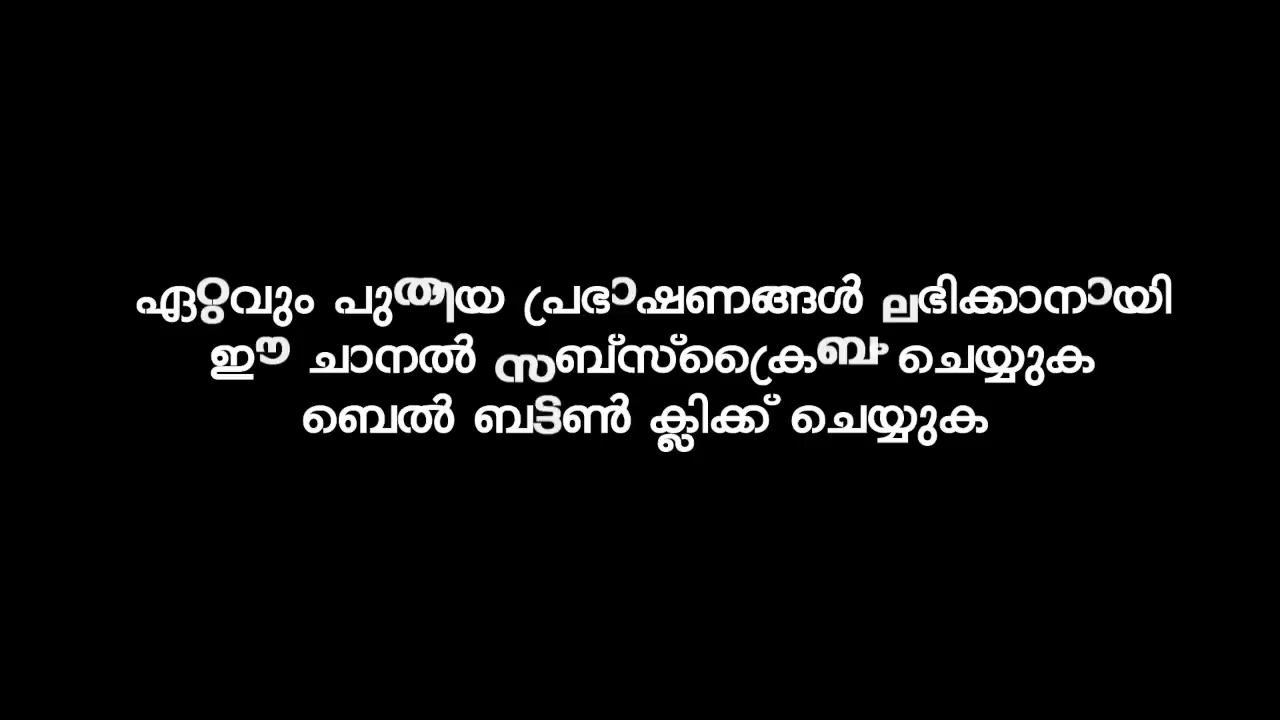 ഏറ്റവും പുതിയ പ്രഭാഷണങ്ങൾ ലഭിക്കാനായി
ഈ ചാനൽ സബ്സ്ക്രൈബ് ചെയ്യുക
ബെൽ ബട്ടൺ ക്ലിക്ക് ചെയ്യുക